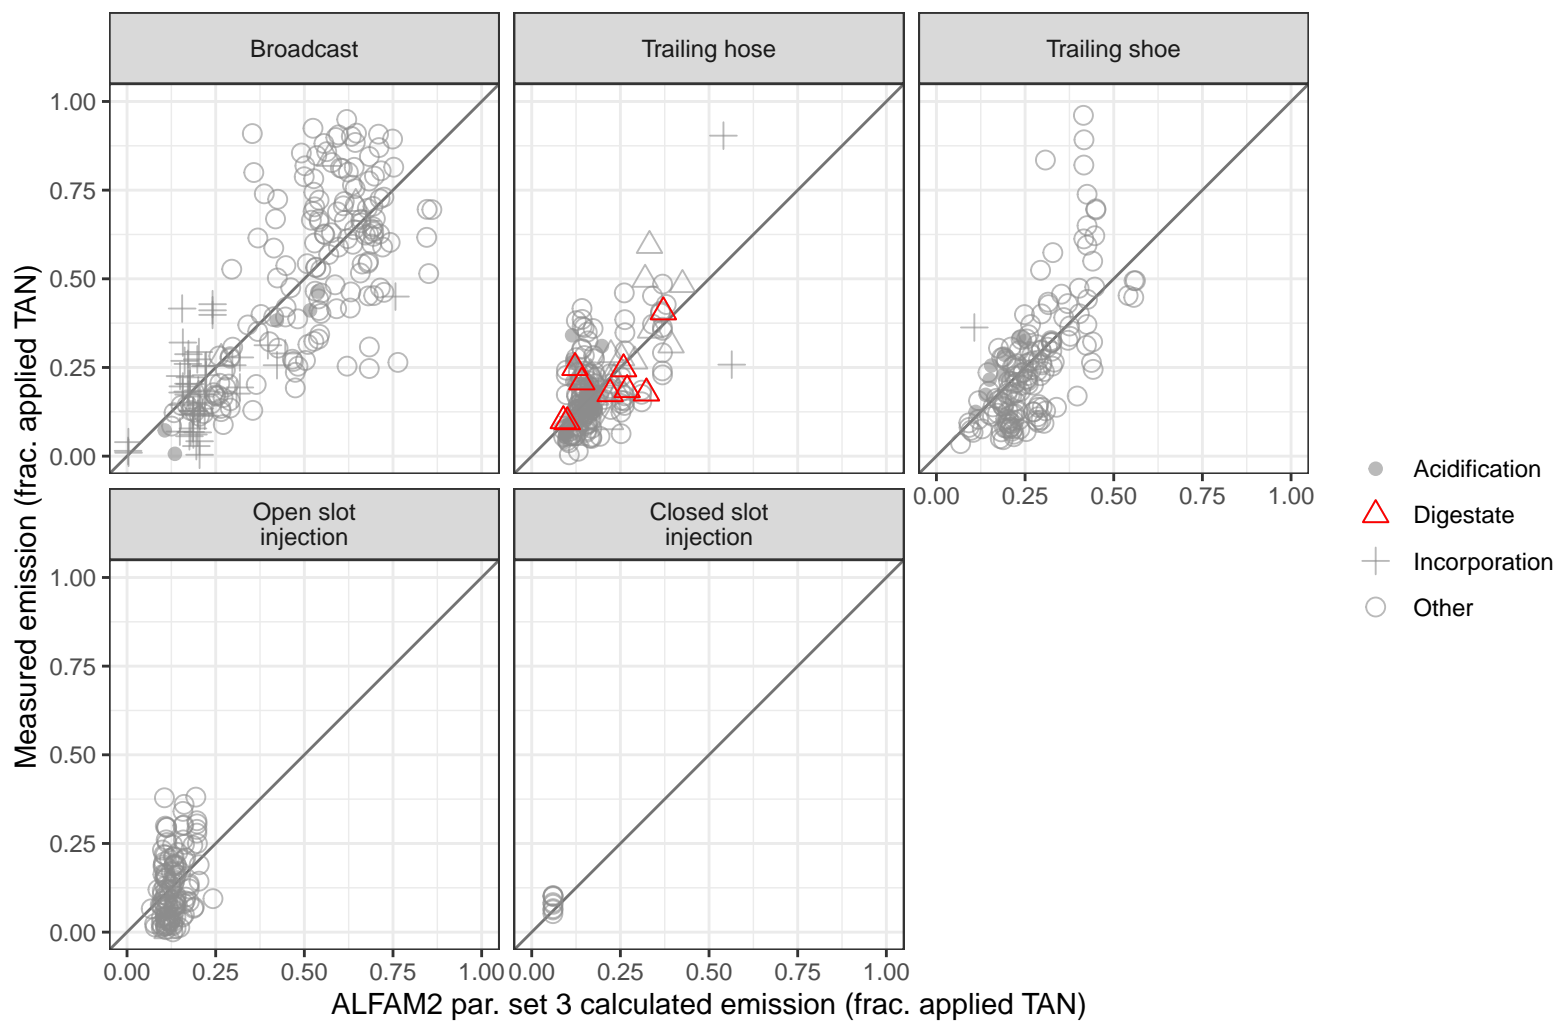 Broadcast
Trailing hose
Trailing shoe
1.00
0.75
0.50
0.25
0.00
0.00 0.25 0.50 0.75 1.00
Open slot
injection
Closed slot
injection
1.00
0.75
0.50
0.25
0.00
0.00 0.25 0.50 0.75 1.00
0.00 0.25 0.50 0.75 1.00
Measured emission (frac. applied TAN)
ALFAM2 par. set 3 calculated emission (frac. applied TAN)
Acidification
Digestate
Incorporation
Other